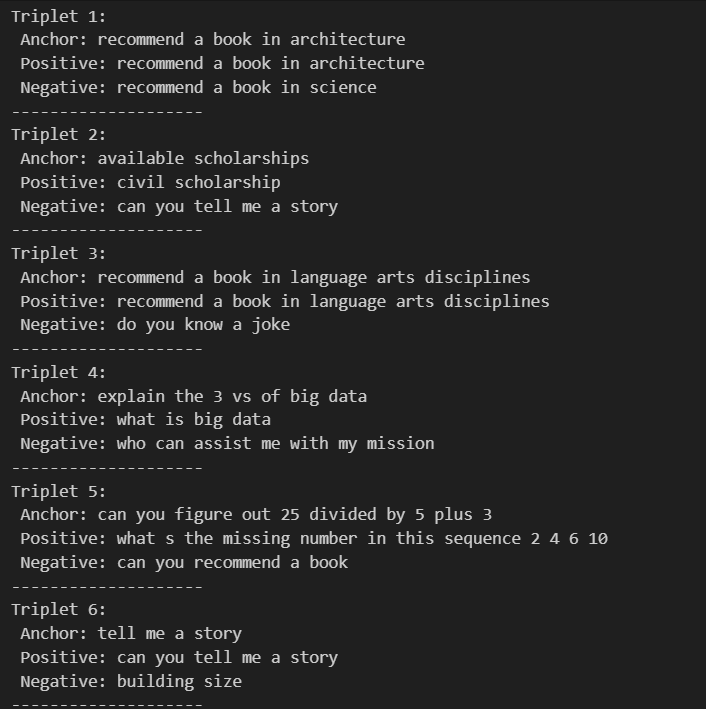 Triplet 1:
Anchor: recommend a book in architecture
Positive: recommend a book in architecture
Negative: recommend a book in science
--------------------
Triplet 2:
Anchor: available scholarships
Positive: civil scholarship
Negative: can you tell me a story
--------------------
Triplet 3:
Anchor: recommend a book in language arts disciplines
Positive: recommend a book in language arts disciplines
Negative: do you know a joke
--------------------
Triplet 4:
Anchor: explain the 3 vs of big data
Positive: what is big data
Negative: who can assist me with my mission
--------------------
Triplet 5:
Anchor: can you figure out 25 divided by 5 plus 3
Positive: what s the missing number in this sequence 2 4 6 10
Negative: can you recommend a book
--------------------
Triplet 6:
Anchor: tell me a story
Positive: can you tell me a story
Negative: building size
--------------------